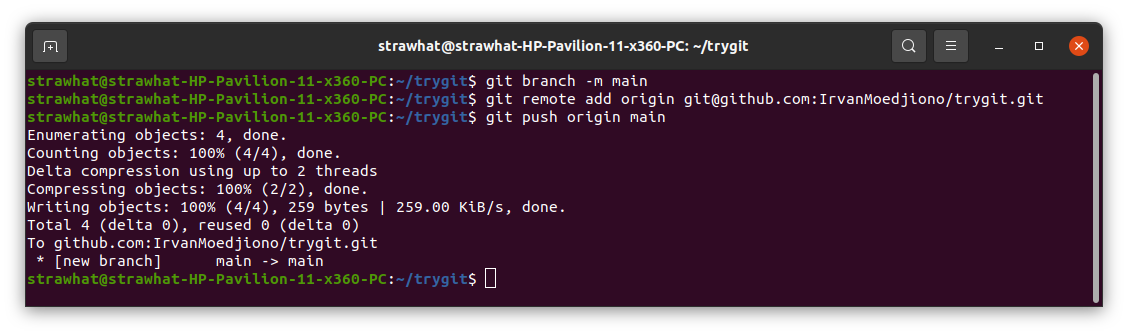 strawhat@strawhat-HP-Pavilion-11-x360-PC: ~/trygit
strawhat@strawhat-HP-Pavilion-11-x360-PC:~/trygit$ git branch -m main
strawhat@strawhat-HP-Pavilion-11-x360-PC:~/trygit$ git remote add origin git@github.com:IrvanMoedjiono/trygit.git
strawhat@strawhat-HP-Pavilion-11-x360-PC:~/trygit$ git push origin main
Enumerating objects: 4, done.
Counting objects: 100% (4/4), done.
Delta compression using up to 2 threads
Compressing objects: 100% (2/2), done.
Writing objects: 100% (4/4), 259 bytes | 259.00 KiB/s, done.
Total 4 (delta 0), reused 0 (delta 0)
To github.com:IrvanMoedjiono/trygit.git
 * [new branch]      main -> main
strawhat@strawhat-HP-Pavilion-11-x360-PC:~/trygit$